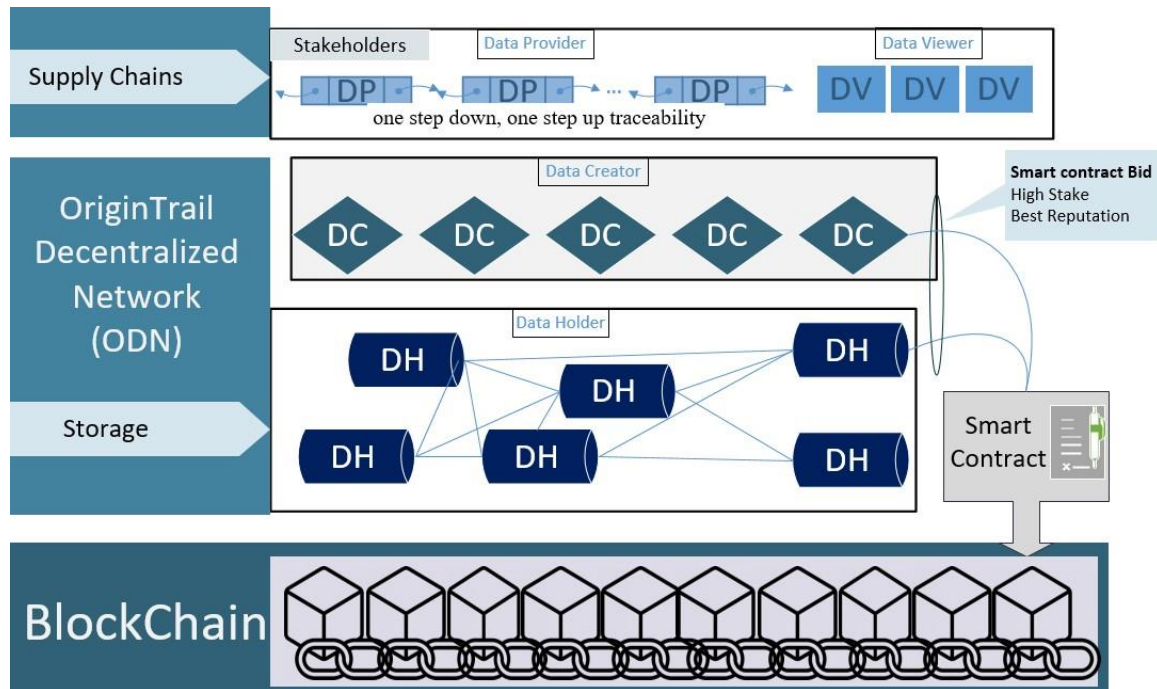 Supply Chains
Stakeholders
Data Provider
Data Viewer
DP
DP
...
DP
DV
DV
DV
one step down, one step up traceability
OriginTrail
Decentralized
Network
(ODN)
Data Creator
DC
DC
DC
DC
DC
Smart contract Bid
High Stake
Best Reputation
Storage
Data Holder
DH
DH
DH
DH
DH
DH
Smart
Contract
BlockChain